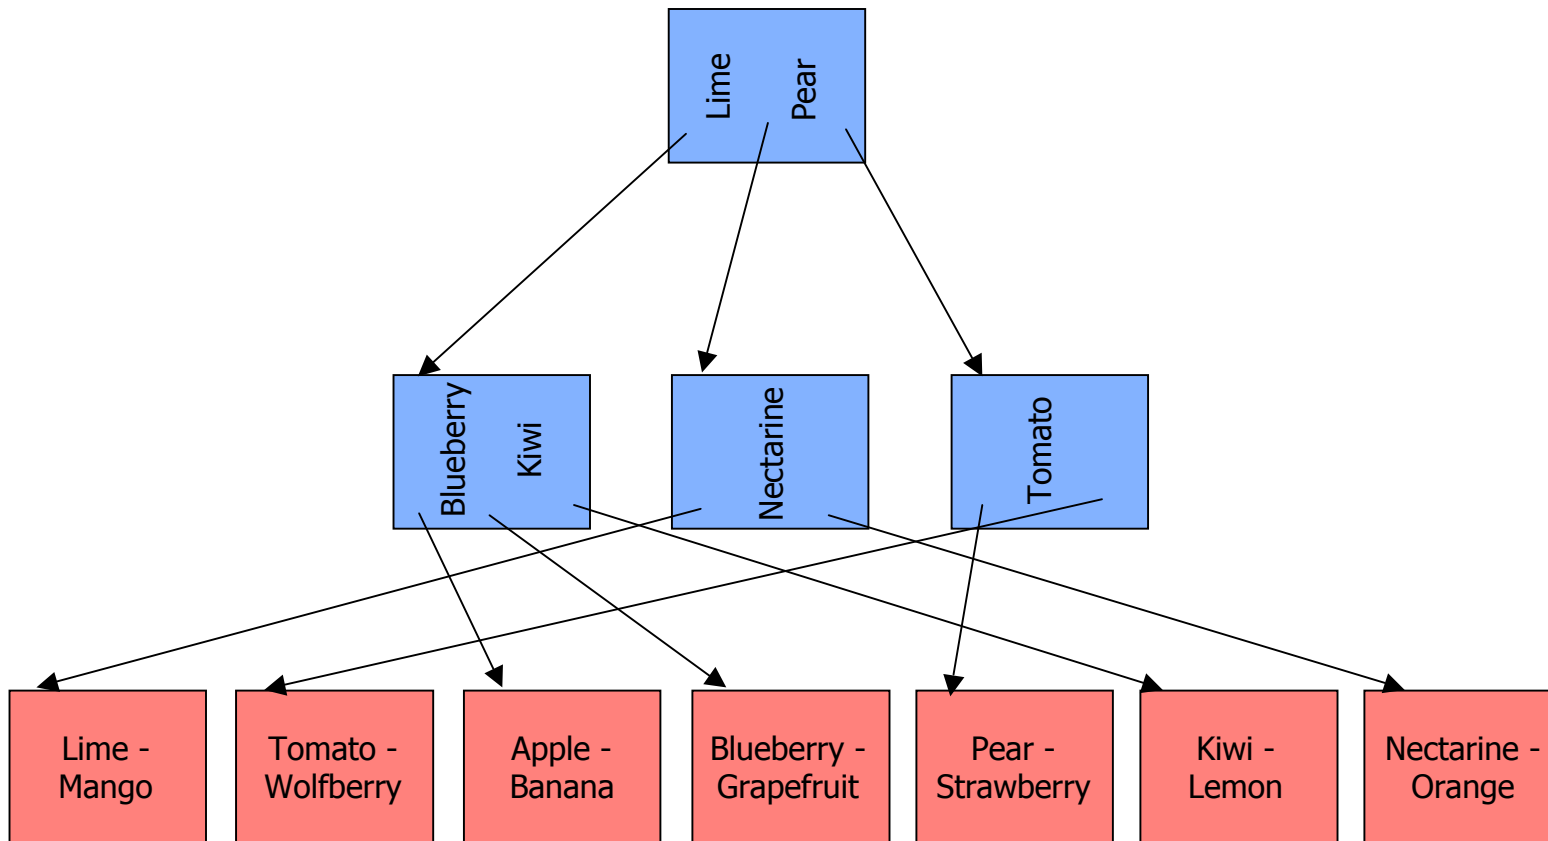 Lime
Pear
Blueberry
Kiwi
Nectarine
Tomato
Lime -
Mango
Tomato -
Wolfberry
Apple -
Banana
Blueberry -
Grapefruit
Pear -
Strawberry
Kiwi -
Lemon
Nectarine -
Orange